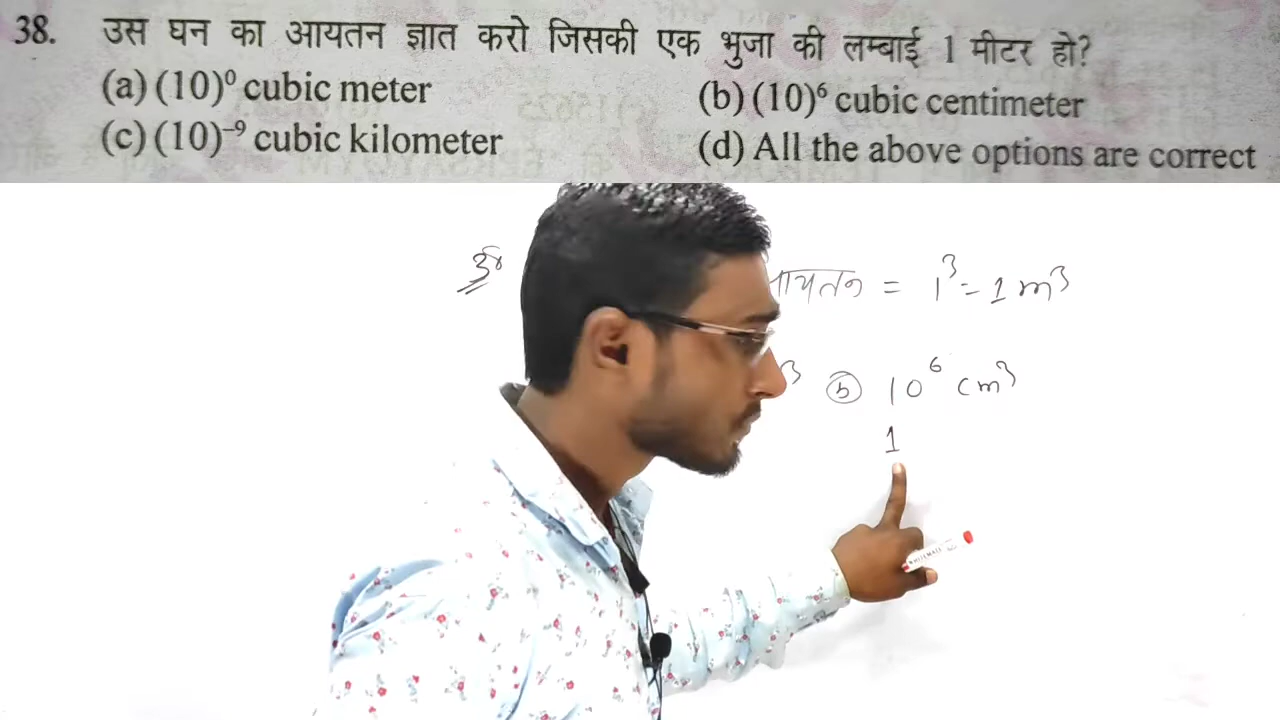 38. उस घन का आयतन ज्ञात करो जिसकी एक भुजा की लम्बाई 1 मीटर हो?
(a) (10)⁰ cubic meter (b) (10)⁶ cubic centimeter
(c) (10)⁻⁹ cubic kilometer (d) All the above options are correct
= 1³ = 1 m³
ⓑ 10⁶ cm³
1